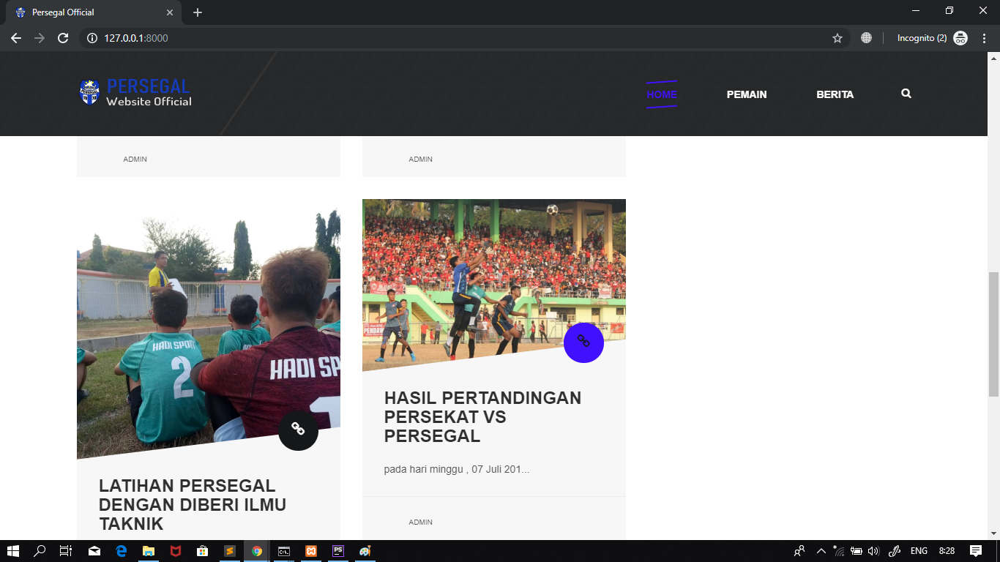 Persegal Official
127.0.0.1:8000
Incognito (2)
PERSEGAL
Website Official
HOME
PEMAIN
BERITA
ADMIN
ADMIN
HADI SPORT
2
HADI SP
LATIHAN PERSEGAL
DENGAN DIBERI ILMU
TAKNIK
PENDAW
HASIL PERTANDINGAN
PERSEKAT VS
PERSEGAL
pada hari minggu , 07 Juli 201...
ADMIN
ENG
8:28